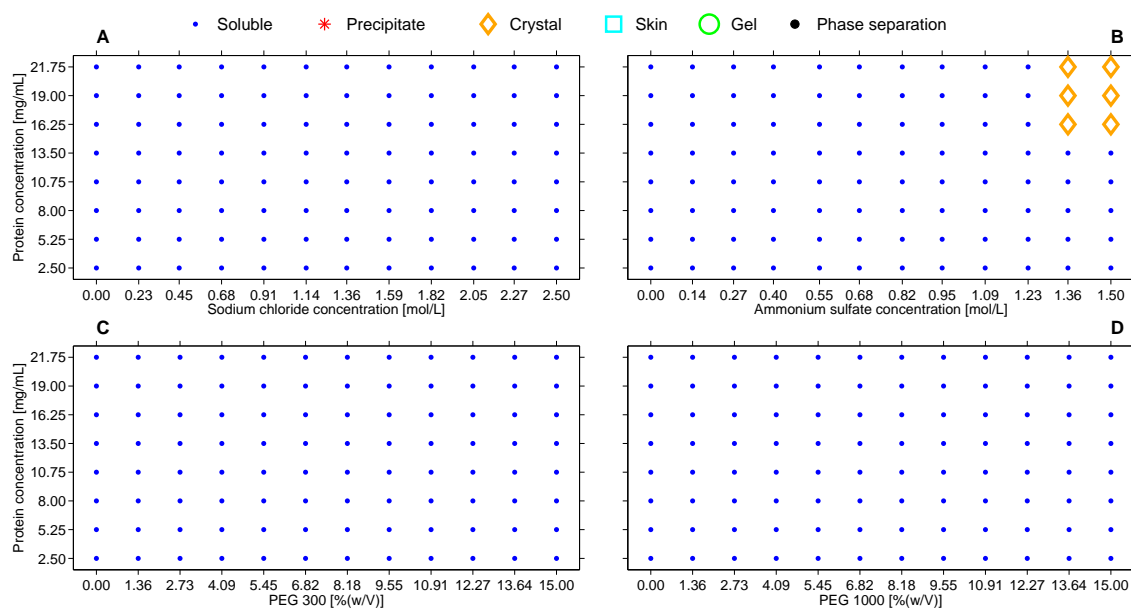 Soluble Precipitate Crystal Skin Gel Phase separation
A
B
Protein concentration [mg/mL]
21.75
19.00
16.25
13.50
10.75
8.00
5.25
2.50
0.00 0.23 0.45 0.68 0.91 1.14 1.36 1.59 1.82 2.05 2.27 2.50
Sodium chloride concentration [mol/L]
0.00 0.14 0.27 0.40 0.55 0.68 0.82 0.95 1.09 1.23 1.36 1.50
Ammonium sulfate concentration [mol/L]
C
D
Protein concentration [mg/mL]
21.75
19.00
16.25
13.50
10.75
8.00
5.25
2.50
0.00 1.36 2.73 4.09 5.45 6.82 8.18 9.55 10.91 12.27 13.64 15.00
PEG 300 [%(w/V)]
0.00 1.36 2.73 4.09 5.45 6.82 8.18 9.55 10.91 12.27 13.64 15.00
PEG 1000 [%(w/V)]